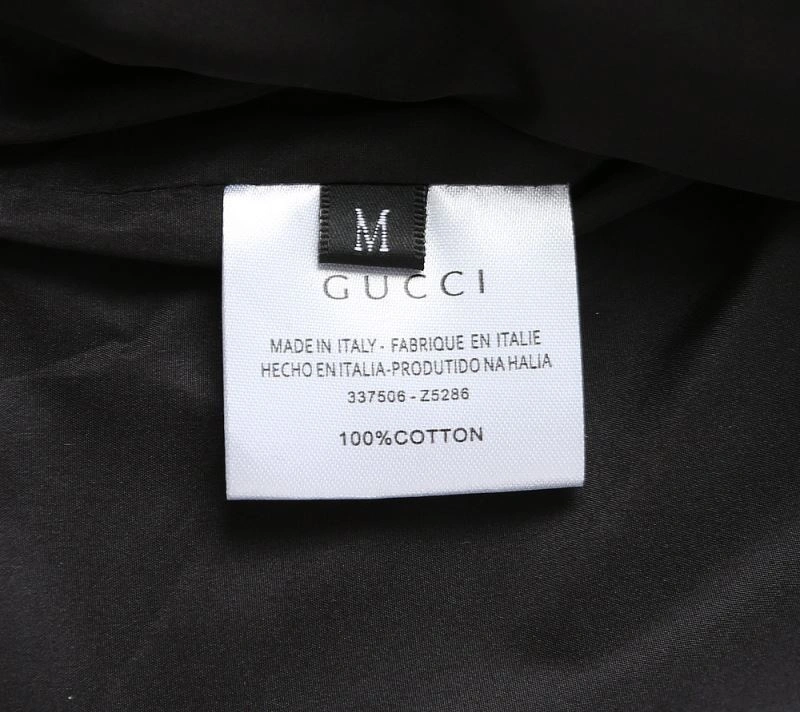 M
GUCCI
MADE IN ITALY - FABRIQUE EN ITALIE
HECHO EN ITALIA-PRODUTIDO NA HALIA
337506 - Z5286
100%COTTON